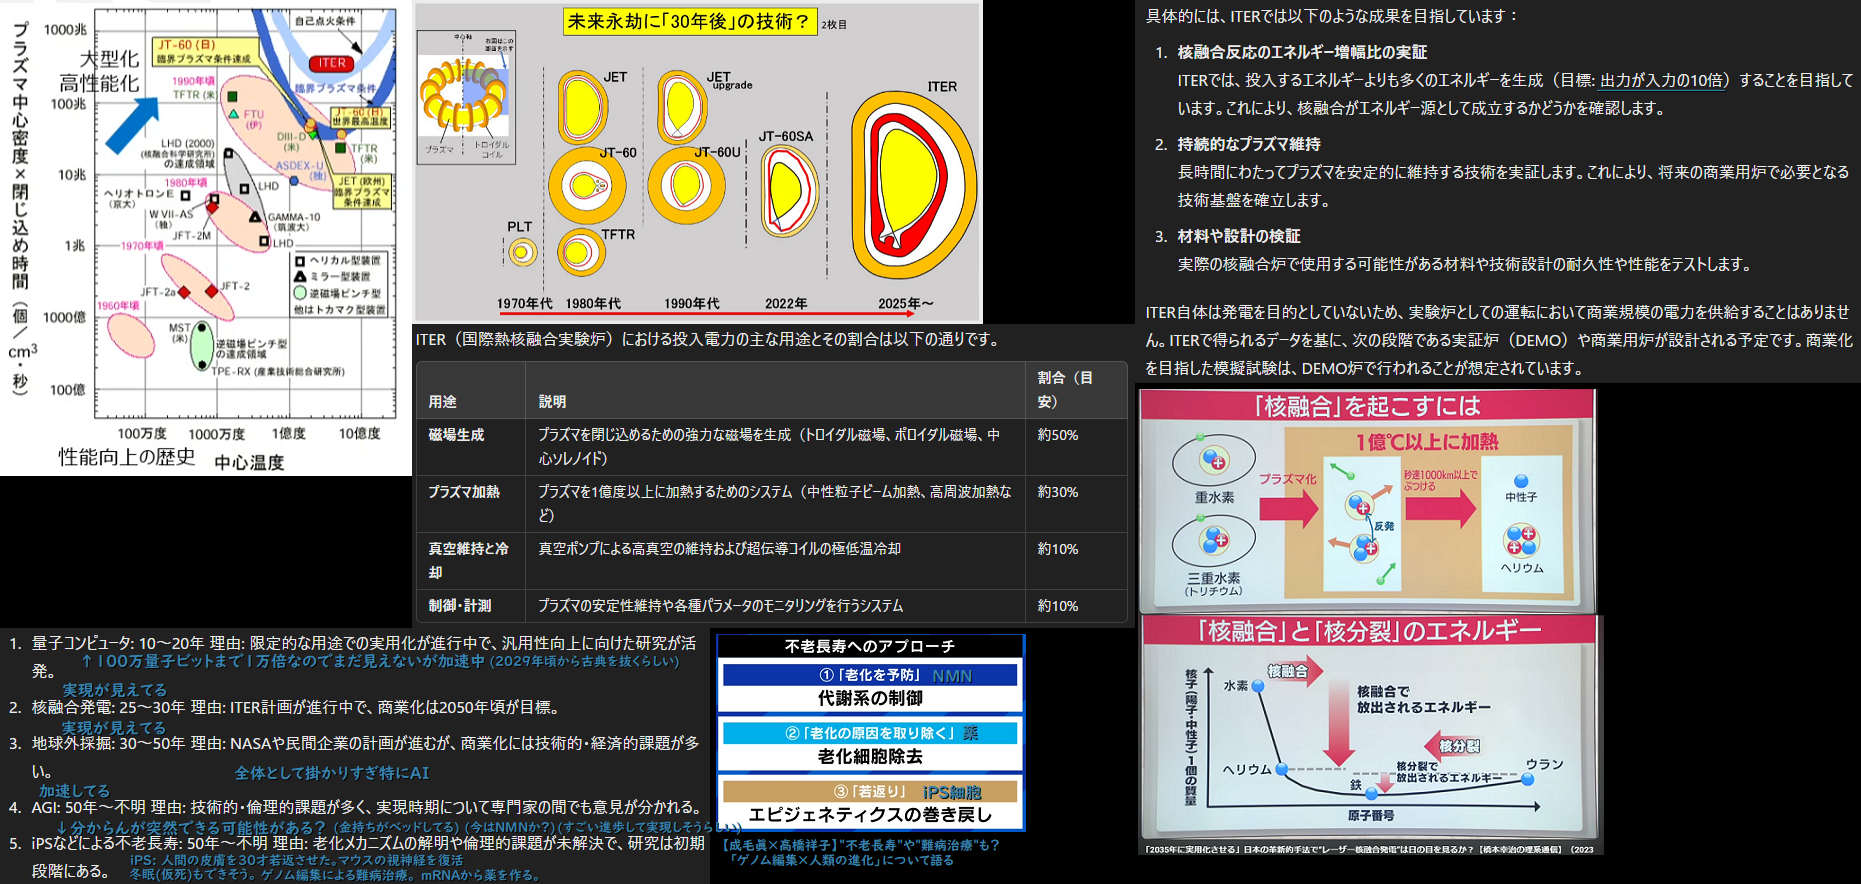 プラズマ中心密度×閉じ込め時間（個／cm³・秒）
1000兆
100兆
10兆
1兆
1000億
100億
100万度
1000万度
1億度
10億度
性能向上の歴史
中心温度
大型化
高性能化
自己点火条件
JT-60（日）
臨界プラズマ条件達成
ITER
臨界プラズマ条件
1990年頃
TFTR（米）
FTU
（伊）
JT-60（日）
世界最高温度
DIII-D
（米）
TFTR
（米）
LHD（2000）
（核融合科学研究所）
の達成領域
ASDEX-U
（独）
JET（欧州）
臨界プラズマ
条件達成
1980年頃
LHD
ヘリオトロンE
（京大）
W VII-AS
（独）
GAMMA-10
（筑波大）
JFT-2M
LHD
1970年頃
ヘリカル型装置
ミラー型装置
逆磁場ピンチ型
他はトカマク型装置
JFT-2a
JFT-2
1960年頃
MST
（米）
逆磁場ピンチ型
の達成領域
TPE-RX（産業技術総合研究所）
未来永劫に「30年後」の技術？
2枚目
中心軸
右図はこの
断面を示す
プラズマ
トロイダル
コイル
JET
JET
upgrade
ITER
JT-60SA
JT-60
JT-60U
PLT
TFTR
1970年代
1980年代
1990年代
2022年
2025年～
ITER（国際熱核融合実験炉）における投入電力の主な用途とその割合は以下の通りです。
用途
説明
割合（目
安）
磁場生成
プラズマを閉じ込めるための強力な磁場を生成（トロイダル磁場、ポロイダル磁場、中
心ソレノイド）
約50%
プラズマ加熱
プラズマを1億度以上に加熱するためのシステム（中性粒子ビーム加熱、高周波加熱な
ど）
約30%
真空維持と冷
却
真空ポンプによる高真空の維持および超伝導コイルの極低温冷却
約10%
制御・計測
プラズマの安定性維持や各種パラメータのモニタリングを行うシステム
約10%
具体的には、ITERでは以下のような成果を目指しています：
1. 核融合反応のエネルギー増幅比の実証
ITERでは、投入するエネルギーよりも多くのエネルギーを生成（目標: 出力が入力の10倍）することを目指して
います。これにより、核融合がエネルギー源として成立するかどうかを確認します。
2. 持続的なプラズマ維持
長時間にわたってプラズマを安定的に維持する技術を実証します。これにより、将来の商業用炉で必要となる
技術基盤を確立します。
3. 材料や設計の検証
実際の核融合炉で使用する可能性がある材料や技術設計の耐久性や性能をテストします。
ITER自体は発電を目的としていないため、実験炉としての運転において商業規模の電力を供給することはありませ
ん。ITERで得られるデータを基に、次の段階である実証炉（DEMO）や商業用炉が設計される予定です。商業化
を目指した模擬試験は、DEMO炉で行われることが想定されています。
「核融合」を起こすには
1億℃以上に加熱
重水素
三重水素
（トリチウム）
プラズマ化
反発
秒速1000km以上で
ぶつける
中性子
ヘリウム
「核融合」と「核分裂」のエネルギー
核子（陽子・中性子）1個の質量
水素
核融合
核融合で
放出されるエネルギー
核分裂
核分裂で
放出されるエネルギー
ヘリウム
鉄
ウラン
原子番号
「2035年に実用化させる」日本の革新的手法で“レーザー核融合発電”は日の目を見るか？【橋本幸治の理系通信】（2023
1. 量子コンピュータ: 10～20年 理由: 限定的な用途での実用化が進行中で、汎用性向上に向けた研究が活
発。
↑100万量子ビットまで1万倍なのでまだ見えないが加速中（2029年頃から古典を抜くらしい）
実現が見えてる
2. 核融合発電: 25～30年 理由: ITER計画が進行中で、商業化は2050年頃が目標。
実現が見えてる
3. 地球外採掘: 30～50年 理由: NASAや民間企業の計画が進むが、商業化には技術的・経済的課題が多
い。
全体として掛かりすぎ特にAI
加速してる
4. AGI: 50年～不明 理由: 技術的・倫理的課題が多く、実現時期について専門家の間でも意見が分かれる。
↓分からんが突然できる可能性がある？（金持ちがベッドしてる）（今はNMNか？）（すごい進歩して実現しそうらしい）
5. iPSなどによる不老長寿: 50年～不明 理由: 老化メカニズムの解明や倫理的課題が未解決で、研究は初期
段階にある。
iPS: 人間の皮膚を30才若返させた。マウスの視神経を復活
冬眠（仮死）もできそう。ゲノム編集による難病治療。mRNAから薬を作る。
不老長寿へのアプローチ
①「老化を予防」 NMN
代謝系の制御
②「老化の原因を取り除く」 薬
老化細胞除去
③「若返り」 iPS細胞
エピジェネティクスの巻き戻し
【成毛眞×高橋祥子】“不老長寿”や“難病治療”も？
「ゲノム編集×人類の進化」について語る